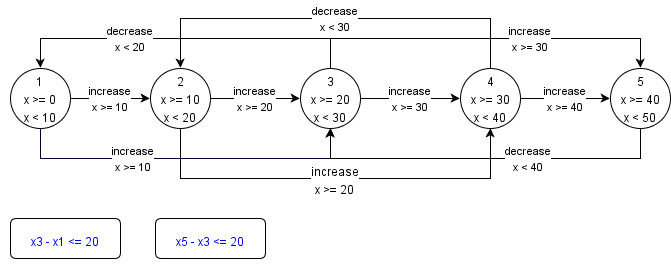 decrease
x < 30
decrease
x < 20
increase
x >= 30
1
x >= 0
x < 10
increase
x >= 10
2
x >= 10
x < 20
increase
x >= 20
3
x >= 20
x < 30
increase
x >= 30
4
x >= 30
x < 40
increase
x >= 40
5
x >= 40
x < 50
increase
x >= 10
decrease
x < 40
increase
x >= 20
x3 - x1 <= 20
x5 - x3 <= 20